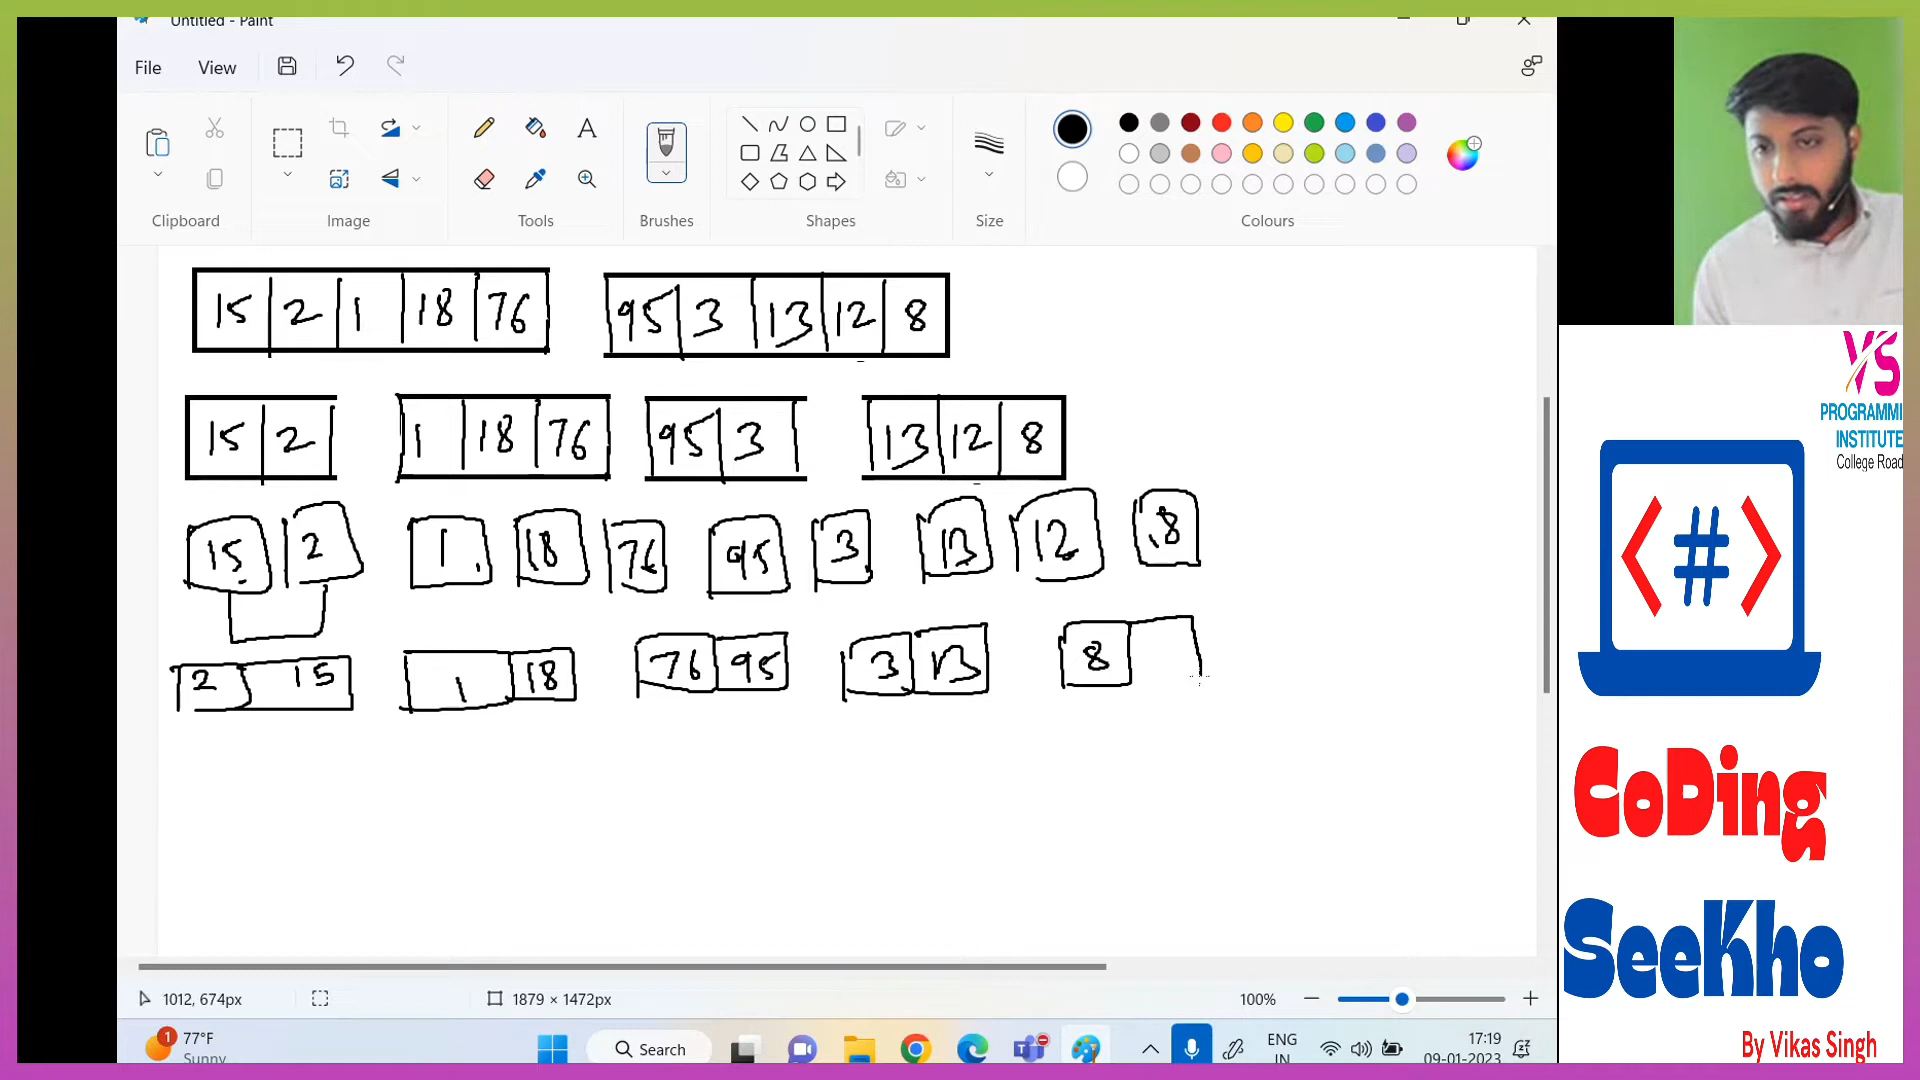 Untitled - Paint
File View
Clipboard Image Tools Brushes Shapes Size Colours
15 2 1 18 76 95 3 13 12 8
15 2 1 18 76 95 3 13 12 8
15 2 1 18 76 95 3 13 12 8
2 15 1 18 76 95 3 13 8
VS
PROGRAMMI
INSTITUTE
College Road
<#>
CoDing
SeeKho
By Vikas Singh
1012, 674px 1879 × 1472px 100%
1 77°F
Sunny
Search
ENG
IN
17:19
09-01-2023